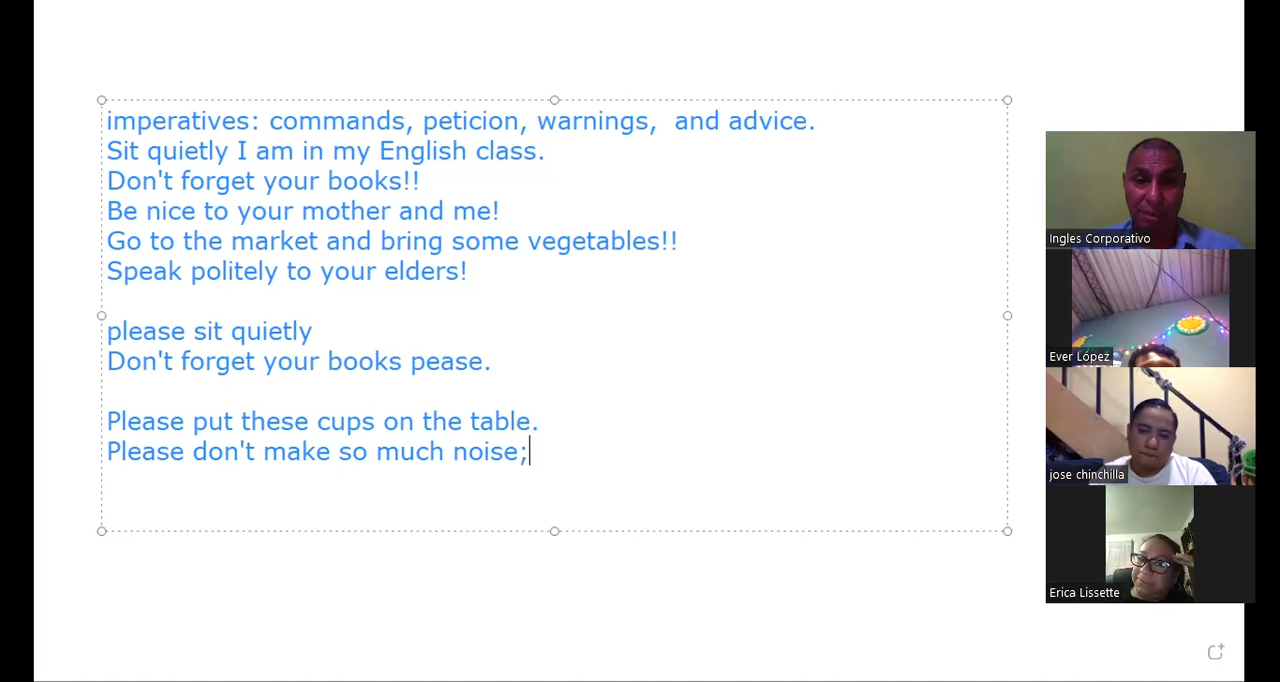 imperatives: commands, peticion, warnings,  and advice.
Sit quietly I am in my English class.
Don't forget your books!!
Be nice to your mother and me!
Go to the market and bring some vegetables!!
Speak politely to your elders!
please sit quietly
Don't forget your books pease.
Please put these cups on the table.
Please don't make so much noise;
Ingles Corporativo
Ever López
jose chinchilla
Erica Lissette